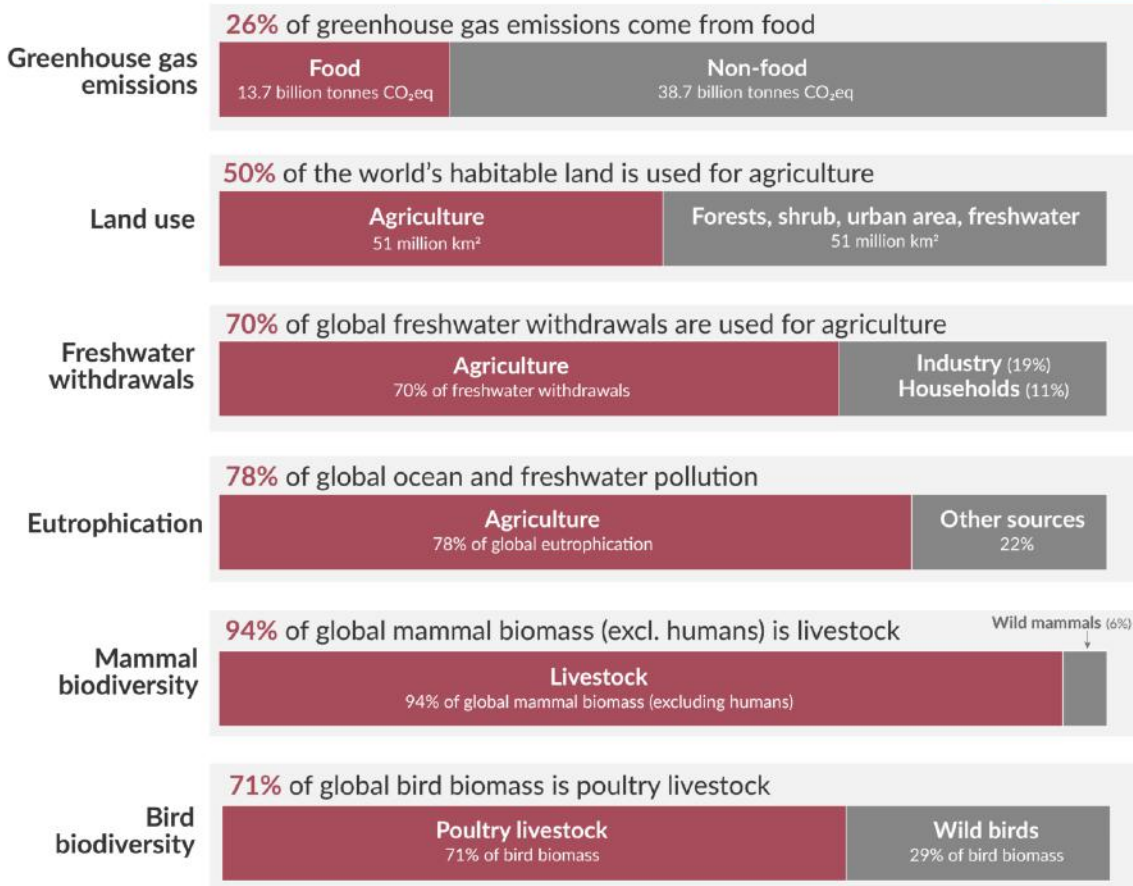 26% of greenhouse gas emissions come from food
Greenhouse gas
emissions
Food
13.7 billion tonnes CO₂eq
Non-food
38.7 billion tonnes CO₂eq
50% of the world's habitable land is used for agriculture
Land use
Agriculture
51 million km²
Forests, shrub, urban area, freshwater
51 million km²
70% of global freshwater withdrawals are used for agriculture
Freshwater
withdrawals
Agriculture
70% of freshwater withdrawals
Industry (19%)
Households (11%)
78% of global ocean and freshwater pollution
Eutrophication
Agriculture
78% of global eutrophication
Other sources
22%
94% of global mammal biomass (excl. humans) is livestock
Wild mammals (6%)
Mammal
biodiversity
Livestock
94% of global mammal biomass (excluding humans)
71% of global bird biomass is poultry livestock
Bird
biodiversity
Poultry livestock
71% of bird biomass
Wild birds
29% of bird biomass